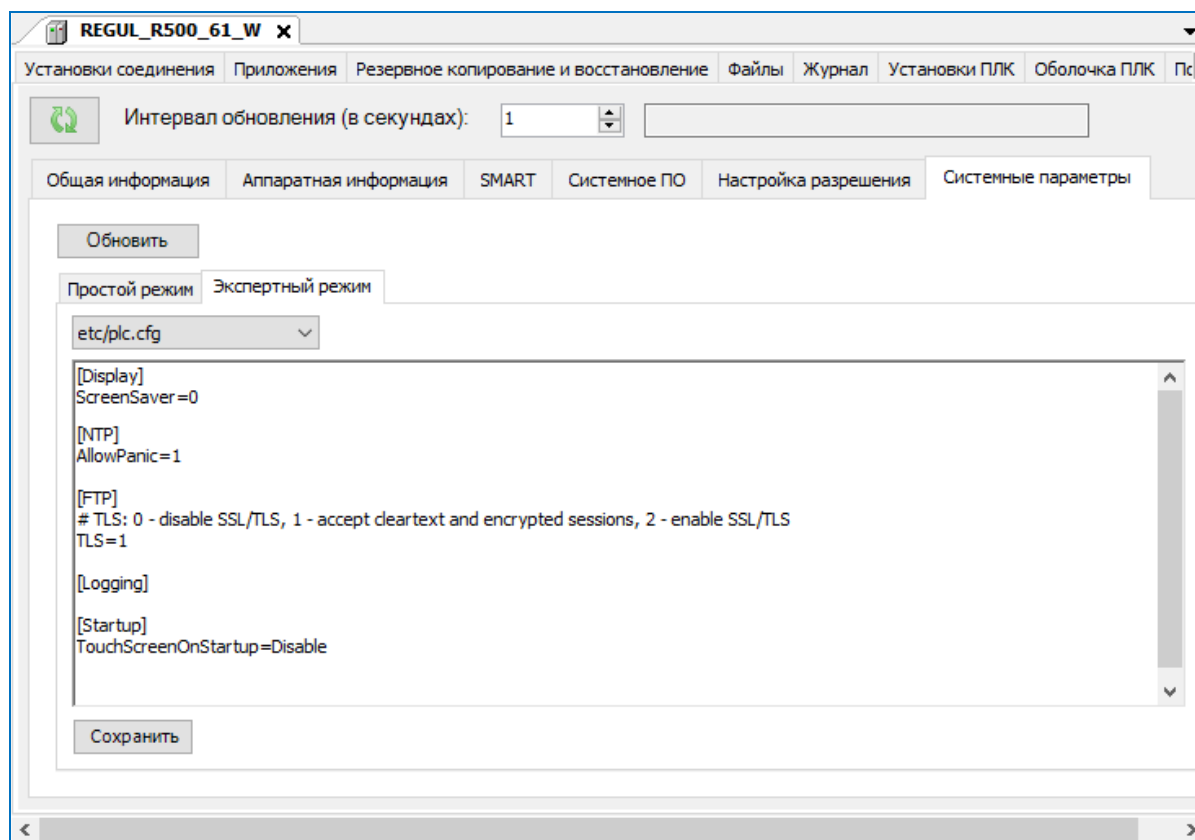 REGUL_R500_61_W
Установки соединения Приложения Резервное копирование и восстановление Файлы Журнал Установки ПЛК Оболочка ПЛК
Интервал обновления (в секундах): 1
Общая информация Аппаратная информация SMART Системное ПО Настройка разрешения Системные параметры
Обновить
Простой режим Экспертный режим
etc/plc.cfg
[Display]
ScreenSaver=0
[NTP]
AllowPanic=1
[FTP]
# TLS: 0 - disable SSL/TLS, 1 - accept cleartext and encrypted sessions, 2 - enable SSL/TLS
TLS=1
[Logging]
[Startup]
TouchScreenOnStartup=Disable
Сохранить